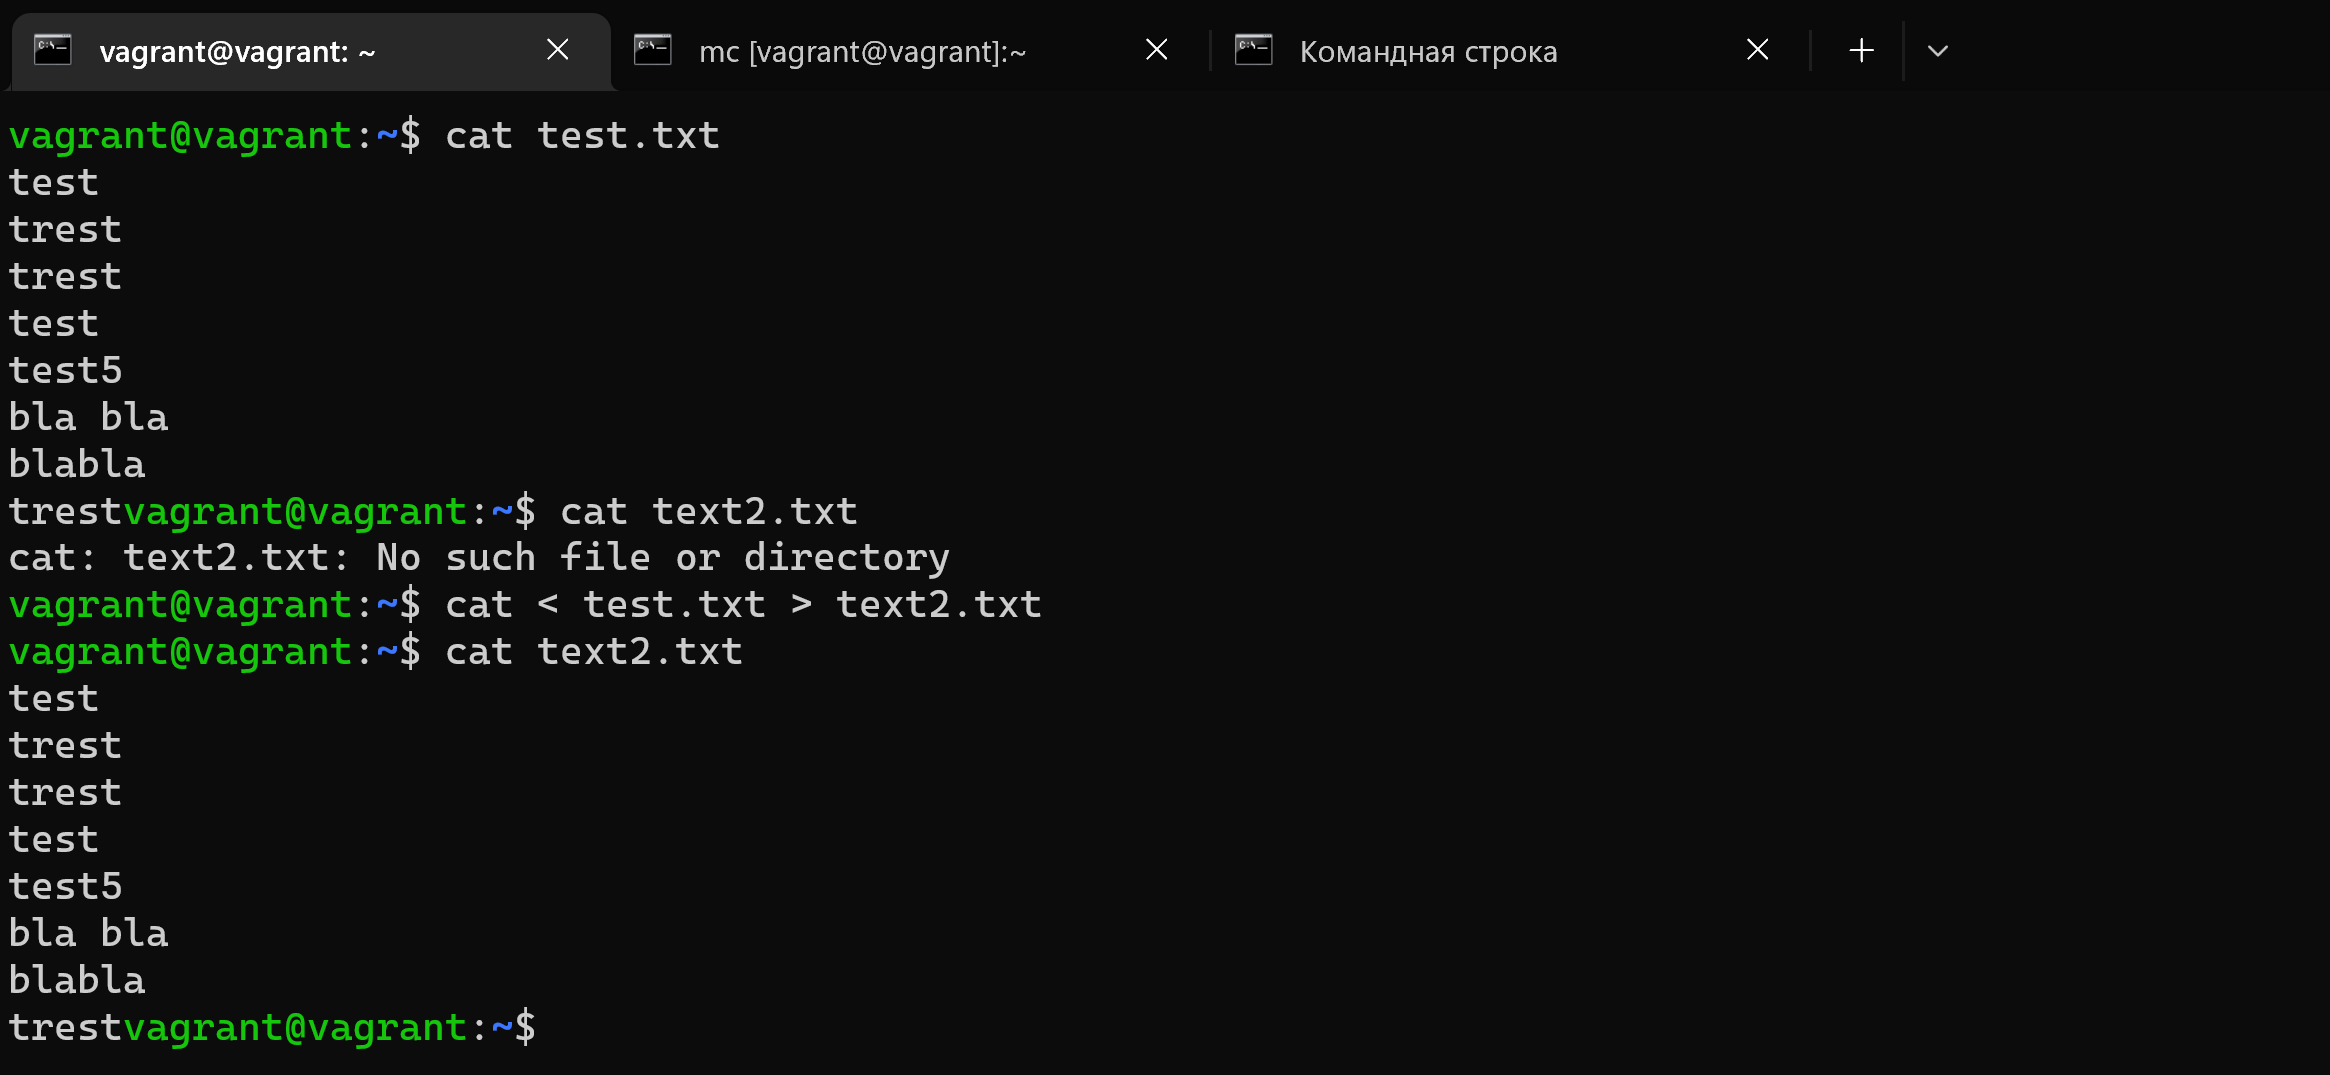 vagrant@vagrant: ~
mc [vagrant@vagrant]:~
Командная строка
vagrant@vagrant:~$ cat test.txt
test
trest
trest
test
test5
bla bla
blabla
trestvagrant@vagrant:~$ cat text2.txt
cat: text2.txt: No such file or directory
vagrant@vagrant:~$ cat < test.txt > text2.txt
vagrant@vagrant:~$ cat text2.txt
test
trest
trest
test
test5
bla bla
blabla
trestvagrant@vagrant:~$